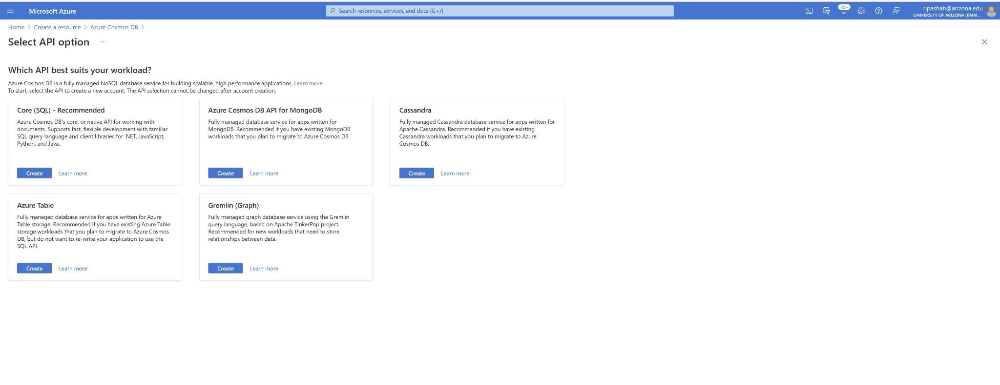 Microsoft Azure
Search resources, services, and docs (G+/)
20+
ripashah@arizona.edu
UNIVERSITY OF ARIZONA (EMAI...
Home > Create a resource > Azure Cosmos DB >
Select API option ...
Which API best suits your workload?
Azure Cosmos DB is a fully managed NoSQL database service for building scalable, high performance applications. Learn more
To start, select the API to create a new account. The API selection cannot be changed after account creation.
Core (SQL) - Recommended
Azure Cosmos DB's core, or native API for working with
documents. Supports fast, flexible development with familiar
SQL query language and client libraries for .NET, JavaScript,
Python, and Java.
Create Learn more
Azure Cosmos DB API for MongoDB
Fully managed database service for apps written for
MongoDB. Recommended if you have existing MongoDB
workloads that you plan to migrate to Azure Cosmos DB.
Create Learn more
Cassandra
Fully managed Cassandra database service for apps written for
Apache Cassandra. Recommended if you have existing
Cassandra workloads that you plan to migrate to Azure
Cosmos DB.
Create Learn more
Azure Table
Fully managed database service for apps written for Azure
Table storage. Recommended if you have existing Azure Table
storage workloads that you plan to migrate to Azure Cosmos
DB, but do not want to re-write your application to use the
SQL API.
Create Learn more
Gremlin (Graph)
Fully managed graph database service using the Gremlin
query language, based on Apache TinkerPop project.
Recommended for new workloads that need to store
relationships between data.
Create Learn more